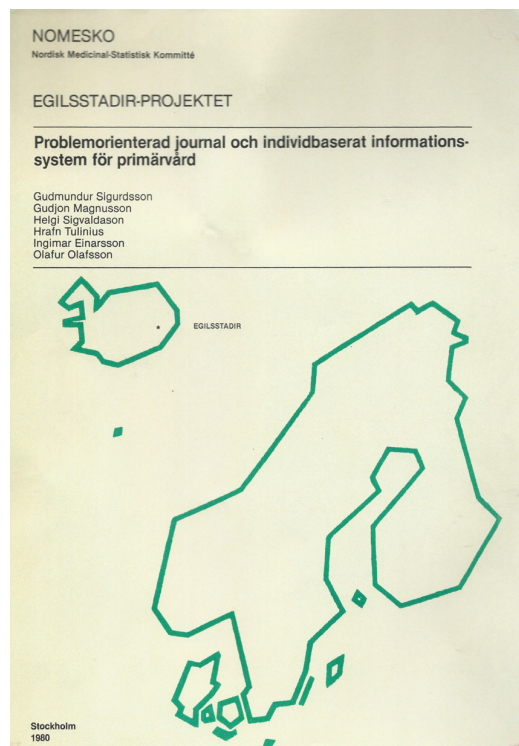 NOMESKO
Nordisk Medicinal-Statistisk Kommitté
EGILSSTADIR-PROJEKTET
Problemorienterad journal och individbaserat informations-
system för primärvård
Gudmundur Sigurdsson
Gudjon Magnusson
Helgi Sigvaldason
Hrafn Tulinius
Ingimar Einarsson
Olafur Olafsson
EGILSSTADIR
Stockholm
1980